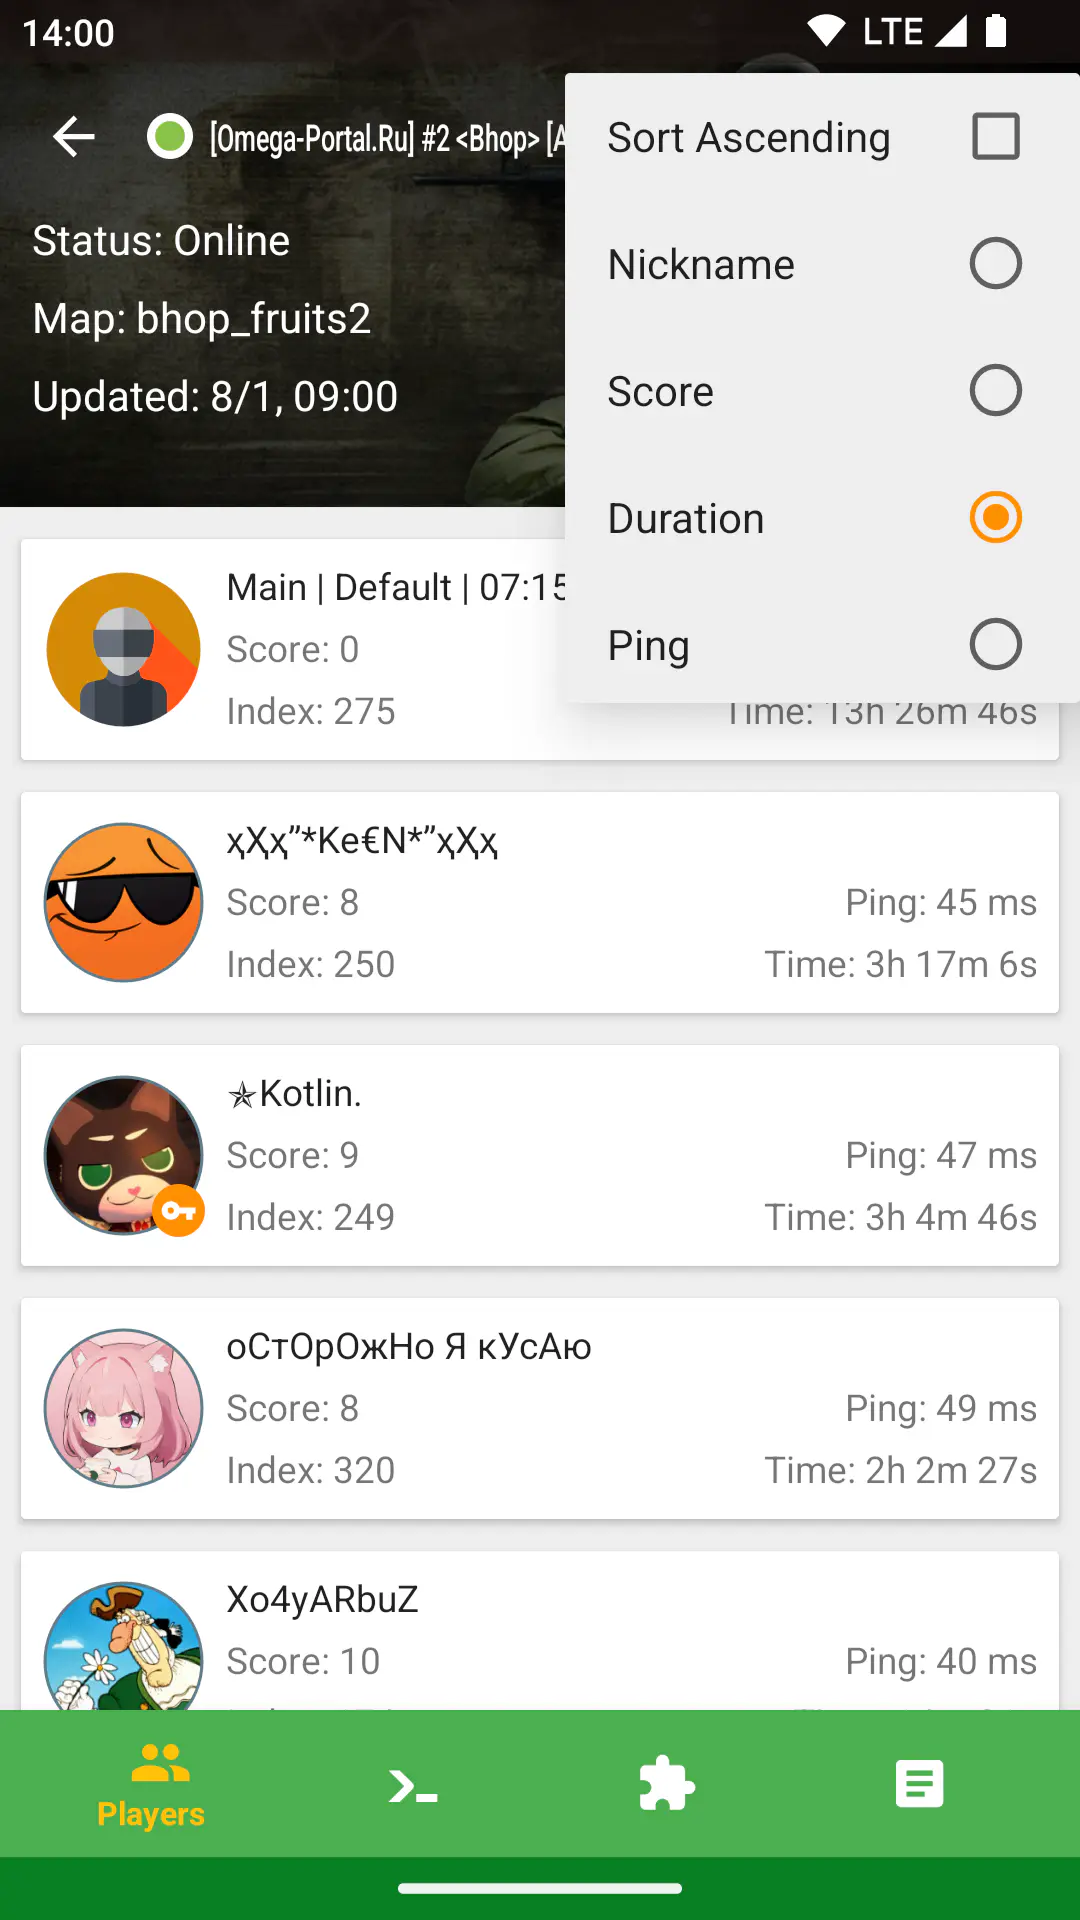 14:00
LTE
[Omega-Portal.Ru] #2 <Bhop> [A
Status: Online
Map: bhop_fruits2
Updated: 8/1, 09:00
Sort Ascending
Nickname
Score
Duration
Ping
Main | Default | 07:15
Score: 0
Index: 275
Time: 13h 26m 46s
ҳҲҳ”*Ke€N*”ҳҲҳ
Score: 8
Ping: 45 ms
Index: 250
Time: 3h 17m 6s
✯Kotlin.
Score: 9
Ping: 47 ms
Index: 249
Time: 3h 4m 46s
оСтОрОжНо Я кУсАю
Score: 8
Ping: 49 ms
Index: 320
Time: 2h 2m 27s
Xo4yARbuZ
Score: 10
Ping: 40 ms
Players